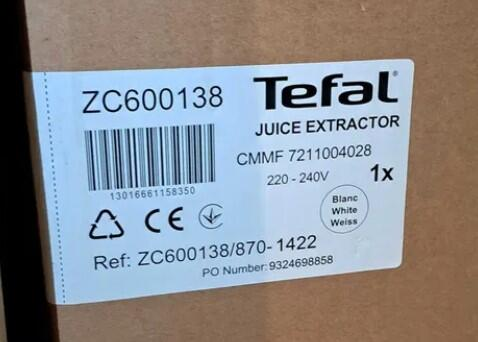 ZC600138
Tefal
JUICE EXTRACTOR
CMMF 7211004028
220 - 240V
1x
13016661158350
Blanc
White
Weiss
CE
Ref: ZC600138/870-1422
PO Number: 9324698858